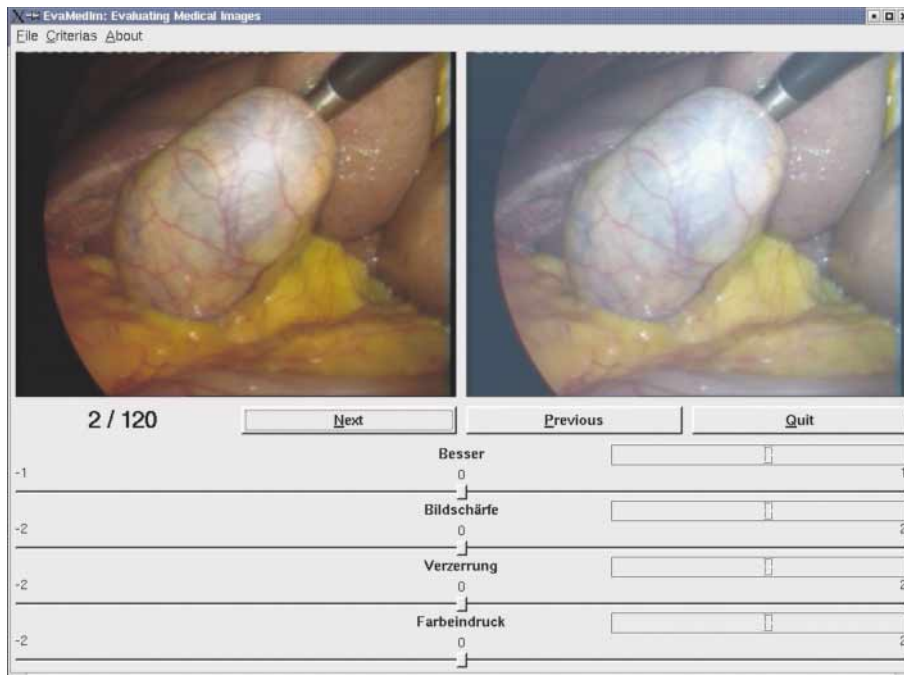 EvaMedIm: Evaluating Medical Images
File Criterias About
2 / 120 Next Previous Quit
Besser
-1 0 1
Bildschärfe
-2 0 2
Verzerrung
-2 0 2
Farbeindruck
-2 0 2